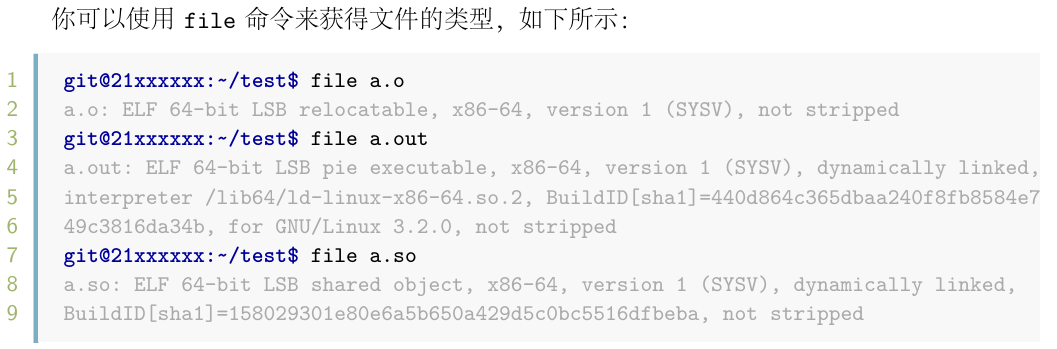 你可以使用 file 命令来获得文件的类型，如下所示：
1 git@21xxxxxx:~/test$ file a.o
2 a.o: ELF 64-bit LSB relocatable, x86-64, version 1 (SYSV), not stripped
3 git@21xxxxxx:~/test$ file a.out
4 a.out: ELF 64-bit LSB pie executable, x86-64, version 1 (SYSV), dynamically linked,
5 interpreter /lib64/ld-linux-x86-64.so.2, BuildID[sha1]=440d864c365dbaa240f8fb8584e7
6 49c3816da34b, for GNU/Linux 3.2.0, not stripped
7 git@21xxxxxx:~/test$ file a.so
8 a.so: ELF 64-bit LSB shared object, x86-64, version 1 (SYSV), dynamically linked,
9 BuildID[sha1]=158029301e80e6a5b650a429d5c0bc5516dfbeba, not stripped